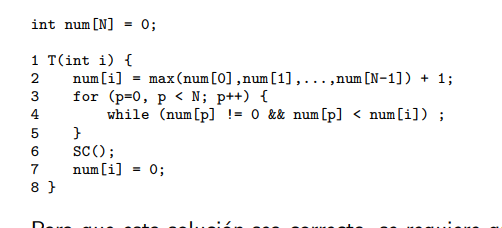 int num[N] = 0;
1 T(int i) {
2 num[i] = max(num[0],num[1],...,num[N-1]) + 1;
3 for (p=0, p < N; p++) {
4 while (num[p] != 0 && num[p] < num[i]) ;
5 }
6 SC();
7 num[i] = 0;
8 }
Para que esta solución sea correcta, se requiere